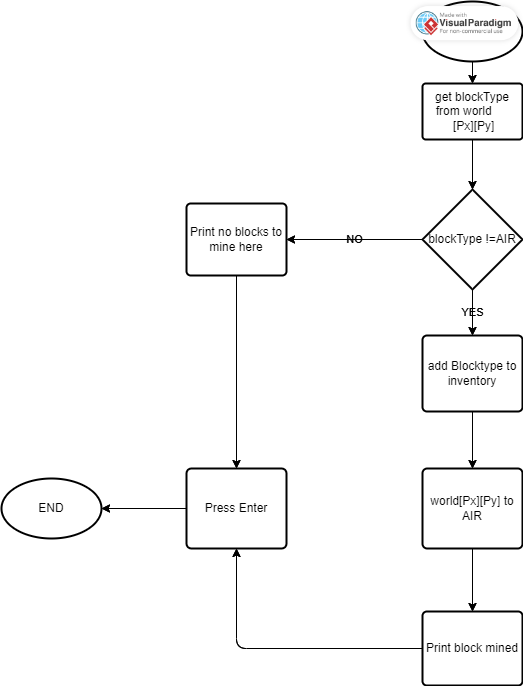 Made with
Visual Paradigm
For non-commercial use
get blockType
from world
[Px][Py]
Print no blocks to
mine here
NO
blockType !=AIR
YES
add Blocktype to
inventory
END
Press Enter
world[Px][Py] to
AIR
Print block mined